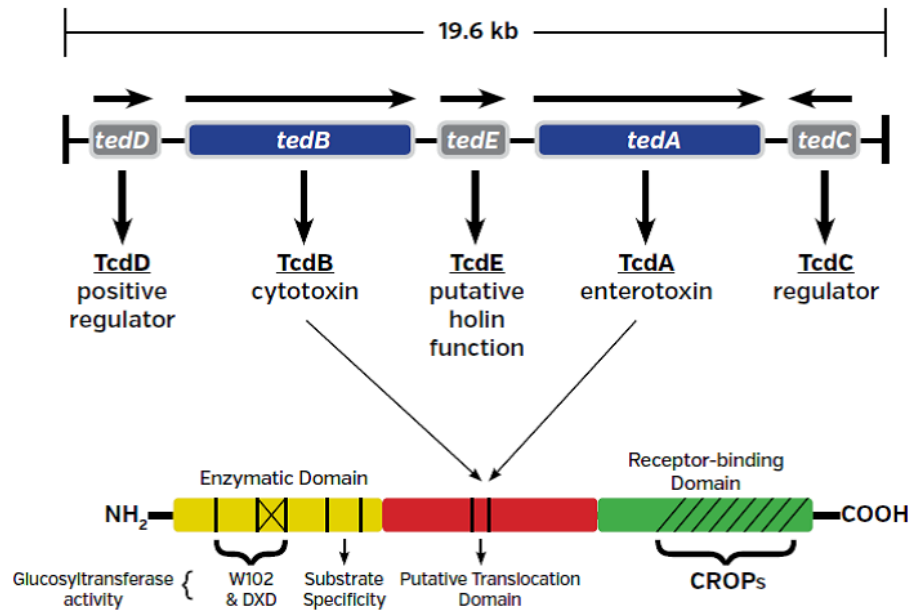 19.6 kb
tedD tedB tedE tedA tedC
TcdD TcdB TcdE TcdA TcdC
positive cytotoxin putative enterotoxin regulator
regulator holin
function
Receptor-binding
Enzymatic Domain Domain
NH2 COOH
Glucosyltransferase { W102 Substrate Putative Translocation CROPs
activity & DXD Specificity Domain